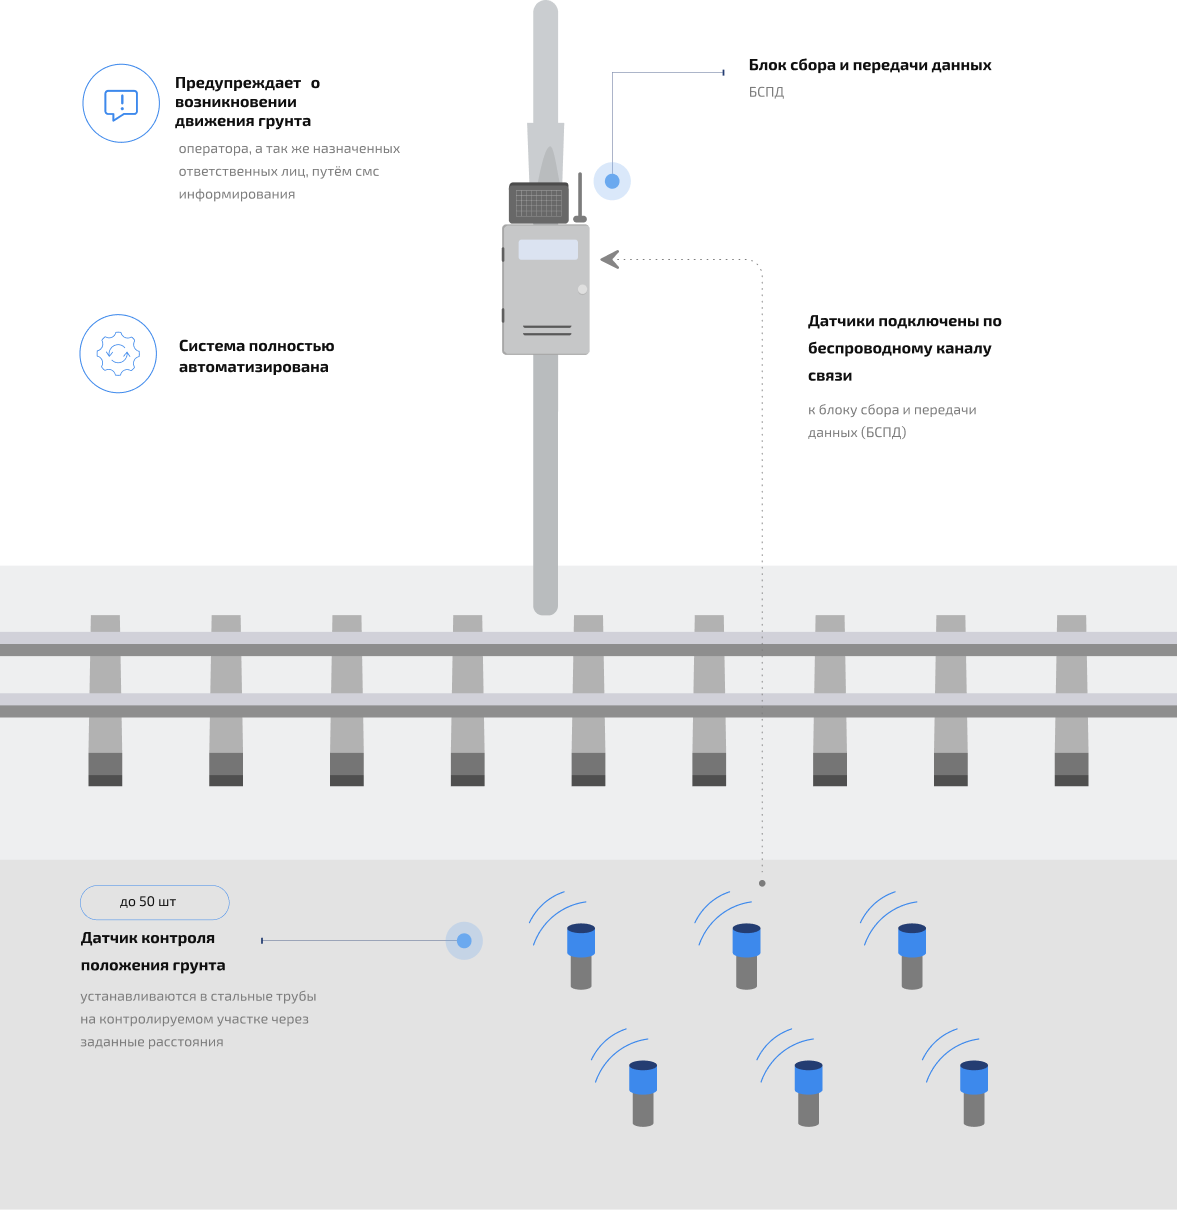 Предупреждает о
возникновении
движения грунта
оператора, а так же назначенных
ответственных лиц, путём смс
информирования
Блок сбора и передачи данных
БСПД
Система полностью
автоматизирована
Датчики подключены по
беспроводному каналу
связи
к блоку сбора и передачи
данных (БСПД)
до 50 шт
Датчик контроля
положения грунта
устанавливаются в стальные трубы
на контролируемом участке через
заданные расстояния